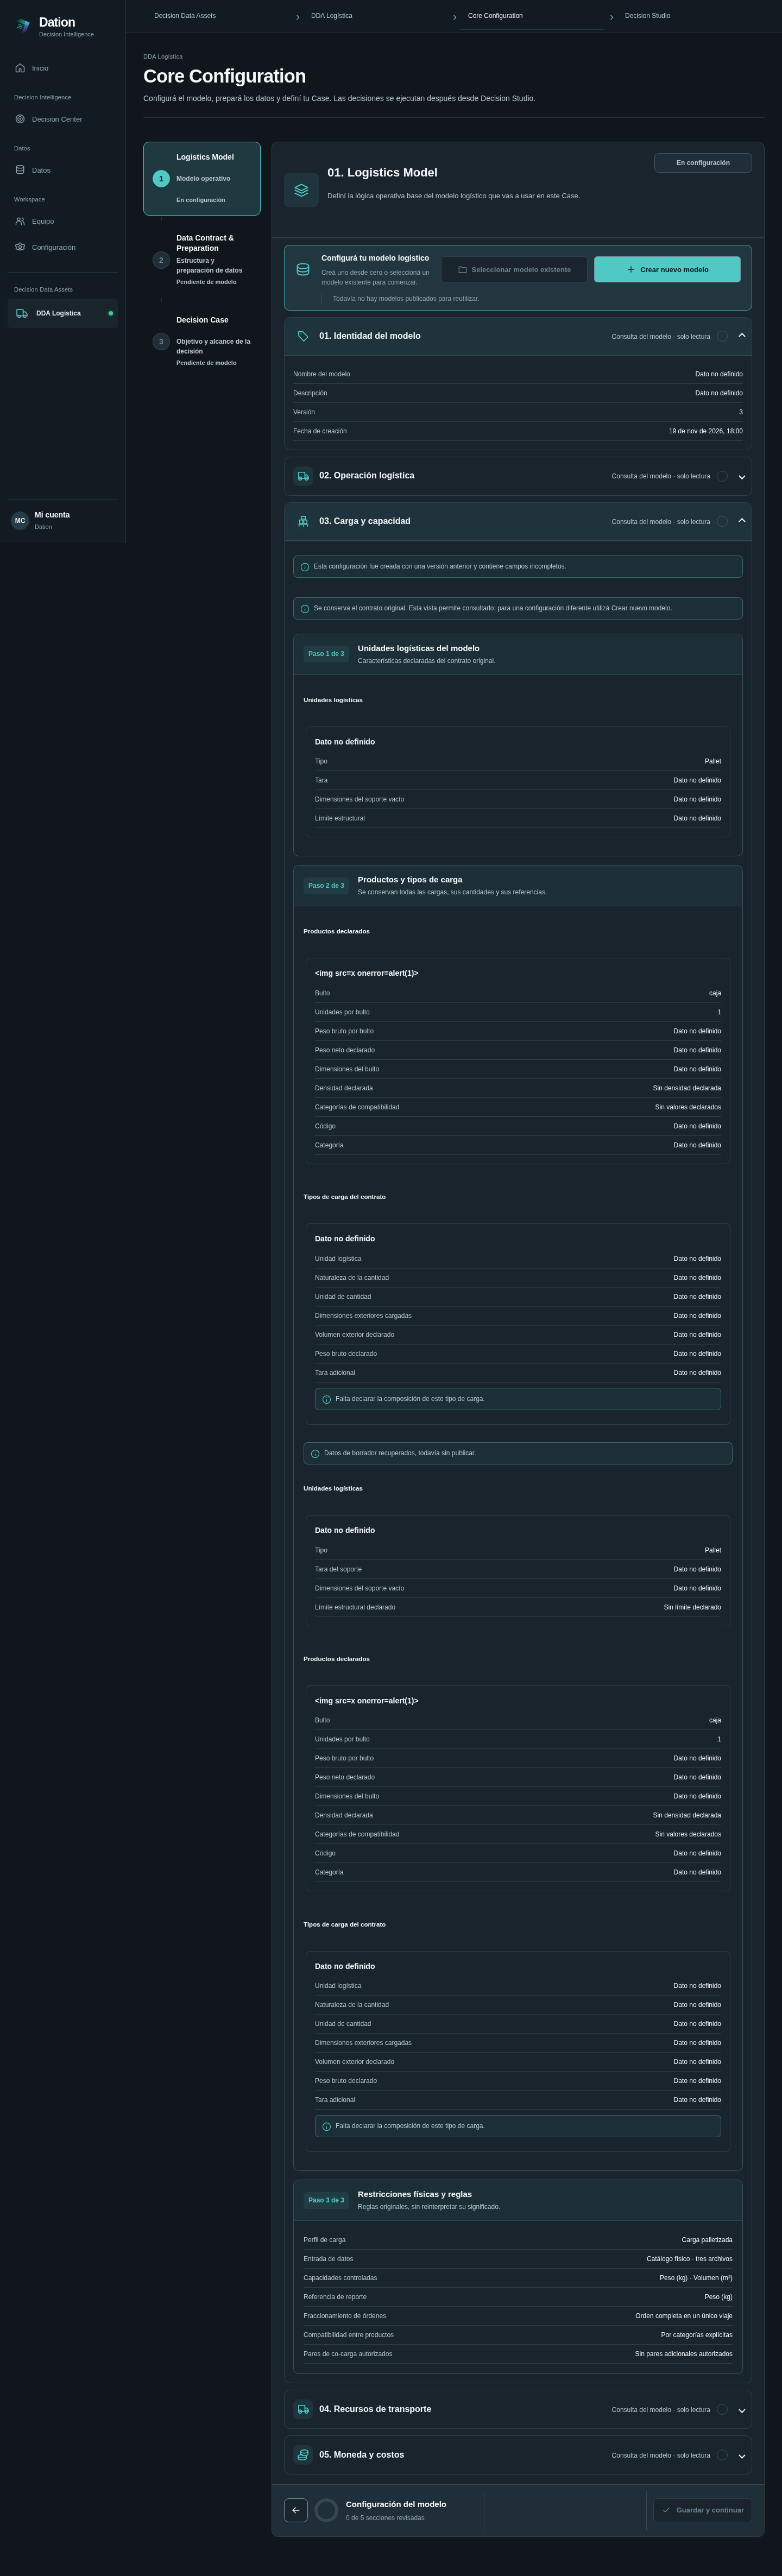 Dation
Decision Intelligence
Inicio
Decision Intelligence
Decision Center
Datos
Datos
Workspace
Equipo
Configuración
Decision Data Assets
DDA Logística
MC
Mi cuenta
Dation
Decision Data Assets
DDA Logística
Core Configuration
Decision Studio
DDA Logística
Core Configuration
Configurá el modelo, prepará los datos y definí tu Case. Las decisiones se ejecutan después desde Decision Studio.
Logistics Model
1
Modelo operativo
En configuración
Data Contract &
Preparation
2
Estructura y
preparación de datos
Pendiente de modelo
Decision Case
3
Objetivo y alcance de la
decisión
Pendiente de modelo
01. Logistics Model
Definí la lógica operativa base del modelo logístico que vas a usar en este Case.
En configuración
Configurá tu modelo logístico
Creá uno desde cero o seleccioná un
modelo existente para comenzar.
Seleccionar modelo existente
Crear nuevo modelo
Todavía no hay modelos publicados para reutilizar.
01. Identidad del modelo
Consulta del modelo · solo lectura
Nombre del modelo
Dato no definido
Descripción
Dato no definido
Versión
3
Fecha de creación
19 de nov de 2026, 18:00
02. Operación logística
Consulta del modelo · solo lectura
03. Carga y capacidad
Consulta del modelo · solo lectura
Esta configuración fue creada con una versión anterior y contiene campos incompletos.
Se conserva el contrato original. Esta vista permite consultarlo; para una configuración diferente utilizá Crear nuevo modelo.
Paso 1 de 3
Unidades logísticas del modelo
Características declaradas del contrato original.
Unidades logísticas
Dato no definido
Tipo
Pallet
Tara
Dato no definido
Dimensiones del soporte vacío
Dato no definido
Límite estructural
Dato no definido
Paso 2 de 3
Productos y tipos de carga
Se conservan todas las cargas, sus cantidades y sus referencias.
Productos declarados
&lt;img src=x onerror=alert(1)&gt;
Bulto
caja
Unidades por bulto
1
Peso bruto por bulto
Dato no definido
Peso neto declarado
Dato no definido
Dimensiones del bulto
Dato no definido
Densidad declarada
Sin densidad declarada
Categorías de compatibilidad
Sin valores declarados
Código
Dato no definido
Categoría
Dato no definido
Tipos de carga del contrato
Dato no definido
Unidad logística
Dato no definido
Naturaleza de la cantidad
Dato no definido
Unidad de cantidad
Dato no definido
Dimensiones exteriores cargadas
Dato no definido
Volumen exterior declarado
Dato no definido
Peso bruto declarado
Dato no definido
Tara adicional
Dato no definido
Falta declarar la composición de este tipo de carga.
Datos de borrador recuperados, todavía sin publicar.
Unidades logísticas
Dato no definido
Tipo
Pallet
Tara del soporte
Dato no definido
Dimensiones del soporte vacío
Dato no definido
Límite estructural declarado
Sin límite declarado
Productos declarados
&lt;img src=x onerror=alert(1)&gt;
Bulto
caja
Unidades por bulto
1
Peso bruto por bulto
Dato no definido
Peso neto declarado
Dato no definido
Dimensiones del bulto
Dato no definido
Densidad declarada
Sin densidad declarada
Categorías de compatibilidad
Sin valores declarados
Código
Dato no definido
Categoría
Dato no definido
Tipos de carga del contrato
Dato no definido
Unidad logística
Dato no definido
Naturaleza de la cantidad
Dato no definido
Unidad de cantidad
Dato no definido
Dimensiones exteriores cargadas
Dato no definido
Volumen exterior declarado
Dato no definido
Peso bruto declarado
Dato no definido
Tara adicional
Dato no definido
Falta declarar la composición de este tipo de carga.
Paso 3 de 3
Restricciones físicas y reglas
Reglas originales, sin reinterpretar su significado.
Perfil de carga
Carga palletizada
Entrada de datos
Catálogo físico · tres archivos
Capacidades controladas
Peso (kg) · Volumen (m³)
Referencia de reporte
Peso (kg)
Fraccionamiento de órdenes
Orden completa en un único viaje
Compatibilidad entre productos
Por categorías explícitas
Pares de co-carga autorizados
Sin pares adicionales autorizados
04. Recursos de transporte
Consulta del modelo · solo lectura
05. Moneda y costos
Consulta del modelo · solo lectura
Configuración del modelo
0 de 5 secciones revisadas
Guardar y continuar